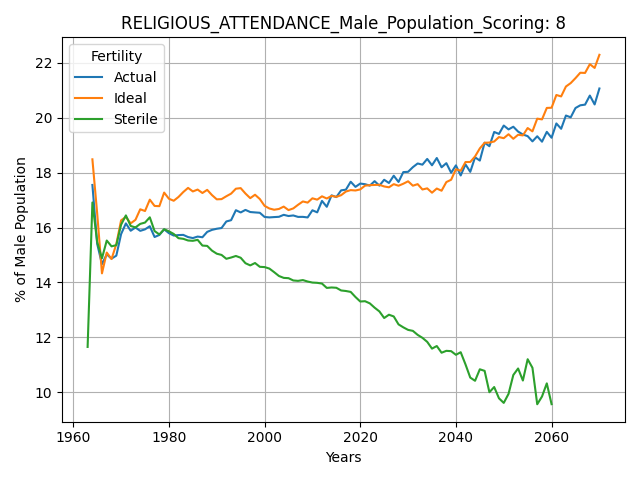 RELIGIOUS_ATTENDANCE_Male_Population_Scoring: 8
Fertility
Actual
Ideal
Sterile
% of Male Population
22
20
18
16
14
12
10
1960 1980 2000 2020 2040 2060
Years